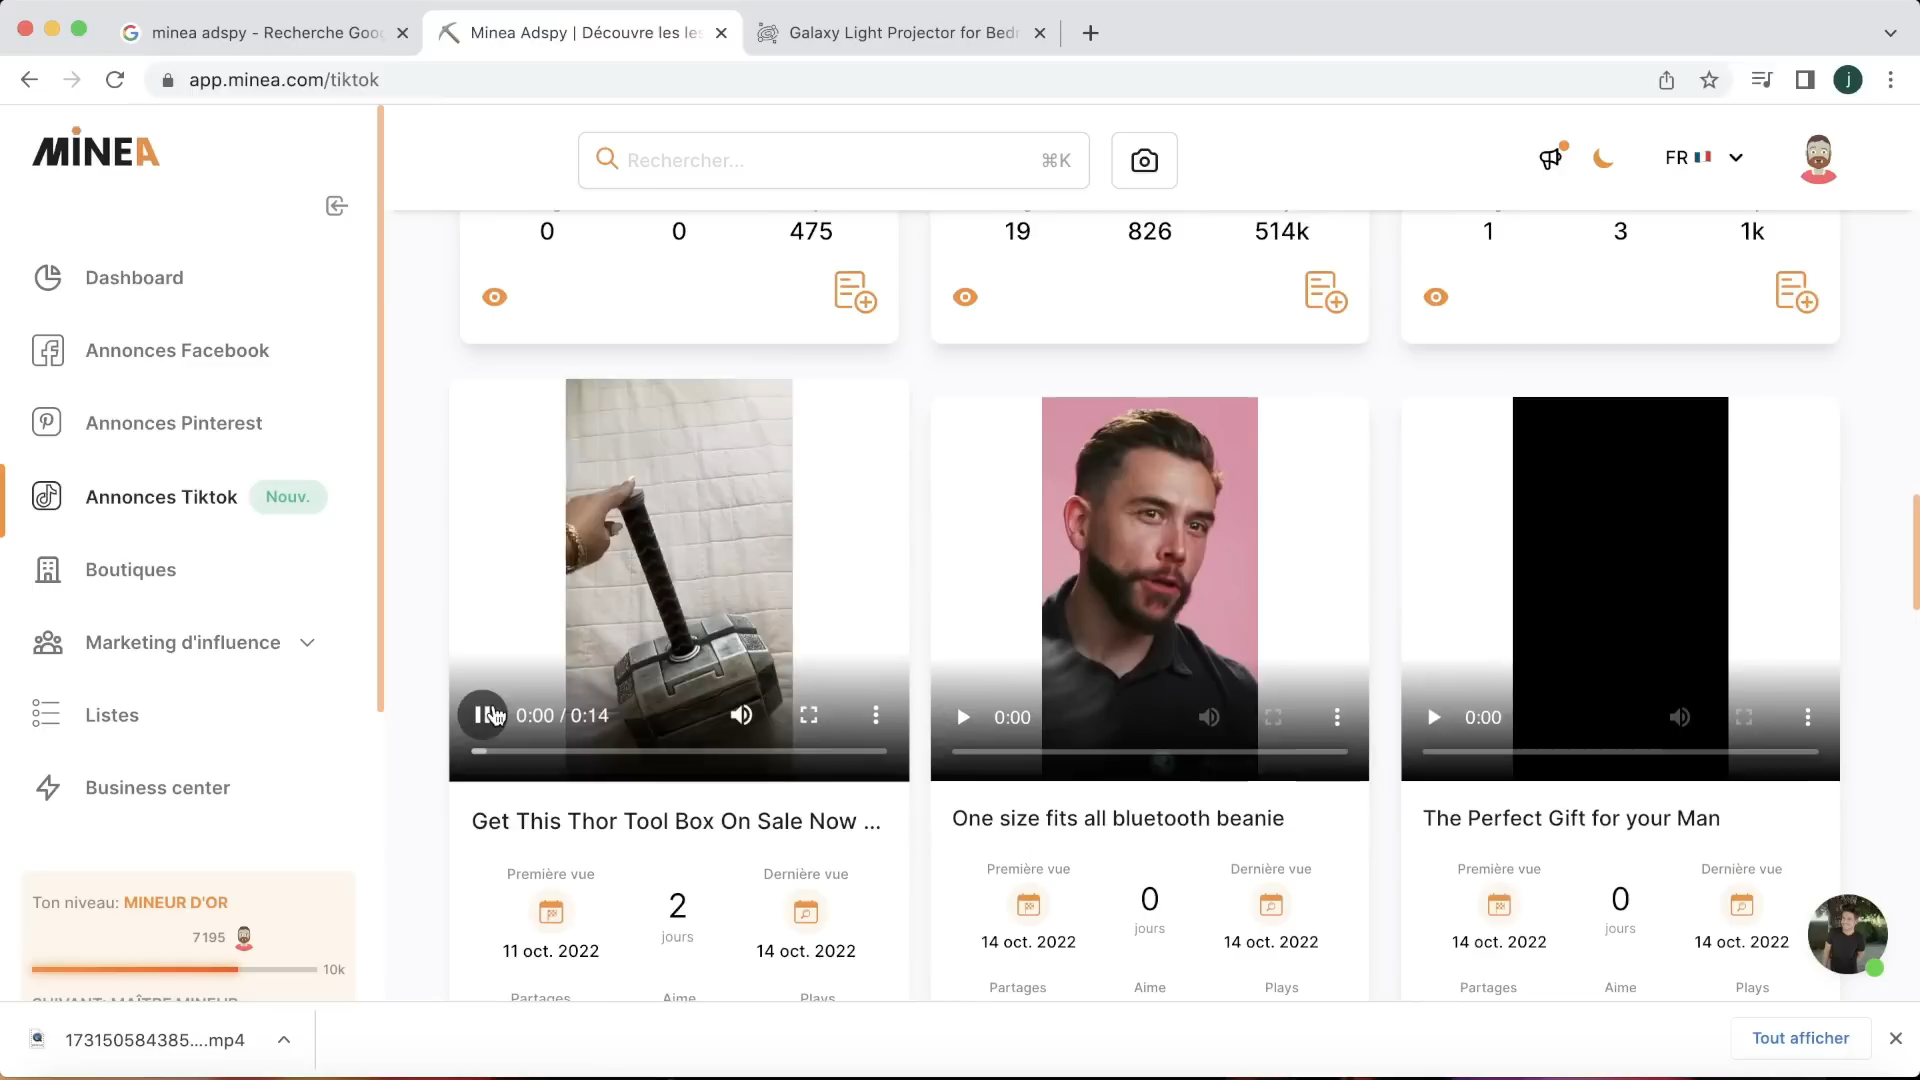 minea adspy - Recherche Goo
Minea Adspy | Découvre les le
Galaxy Light Projector for Bed
app.minea.com/tiktok
j
MINEA
Rechercher...
⌘K
FR
0
0
475
19
826
514k
1
3
1k
Dashboard
Annonces Facebook
Annonces Pinterest
Annonces Tiktok
Nouv.
Boutiques
Marketing d'influence
Listes
Business center
0:00 / 0:14
0:00
0:00
Get This Thor Tool Box On Sale Now ...
One size fits all bluetooth beanie
The Perfect Gift for your Man
Première vue
Dernière vue
2
jours
11 oct. 2022
14 oct. 2022
Partages
Aime
Plays
Première vue
Dernière vue
0
jours
14 oct. 2022
14 oct. 2022
Partages
Aime
Plays
Première vue
Dernière vue
0
jours
14 oct. 2022
14 oct. 2022
Partages
Aime
Plays
Ton niveau: MINEUR D'OR
7195
10k
SUIVANT: MAÎTRE MINEUR
173150584385....mp4
Tout afficher